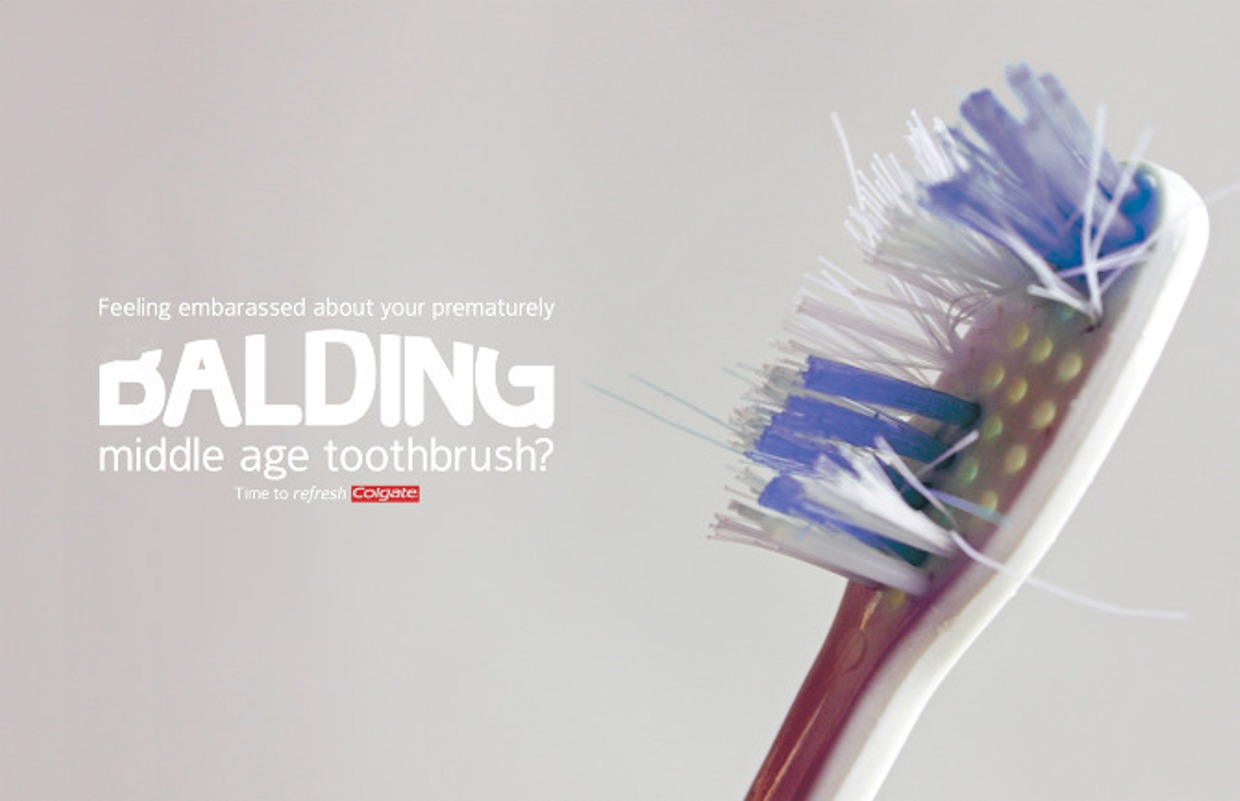 Feeling embarassed about your prematurely
BALDING
middle age toothbrush?
Time to refresh Colgate